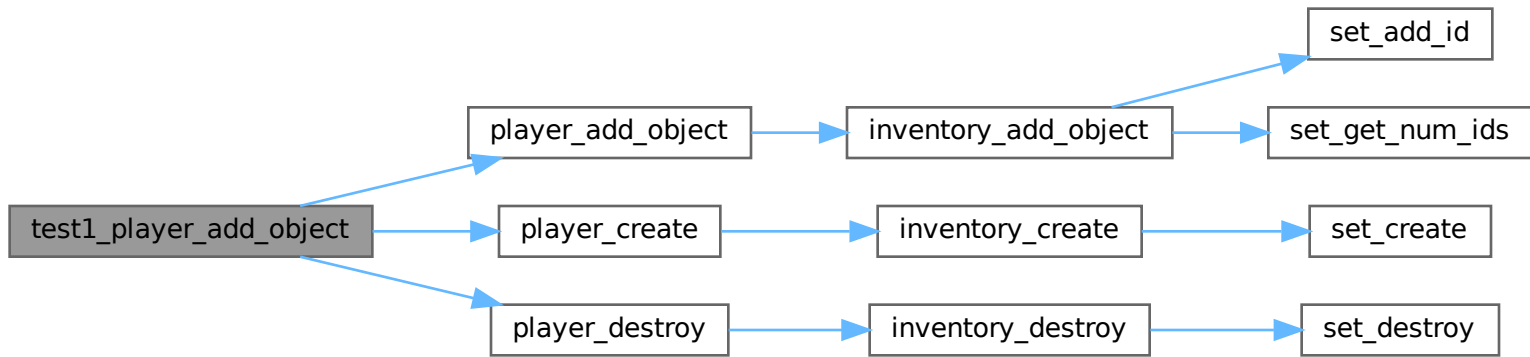 set_add_id
player_add_object
inventory_add_object
set_get_num_ids
test1_player_add_object
player_create
inventory_create
set_create
player_destroy
inventory_destroy
set_destroy